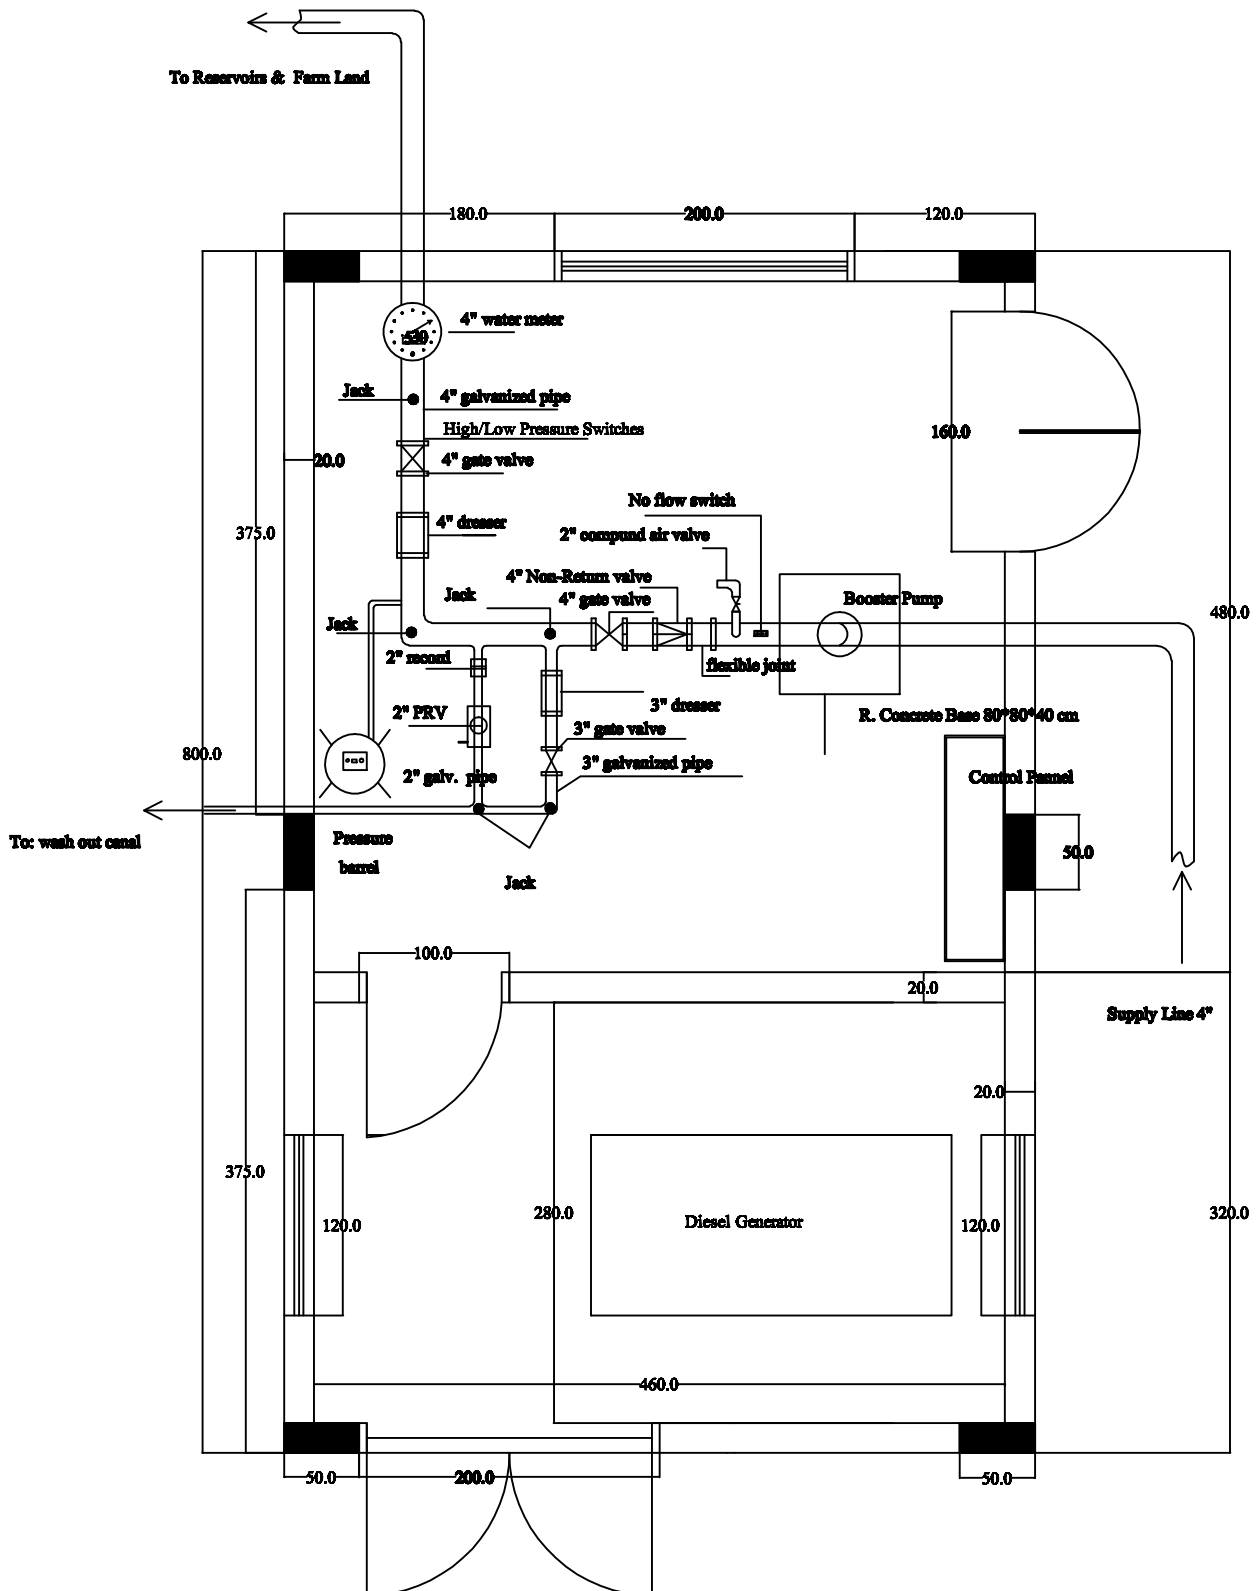 To Reservoirs & Farm Land
180.0
200.0
120.0
4" water meter
Jack
4" galvanized pipe
High/Low Pressure Switches
160.0
20.0
4" gate valve
No flow switch
4" dresser
375.0
2" compund air valve
4" Non-Return valve
Jack
4" gate valve
Booster Pump
480.0
Jack
2" record
flexible joint
3" dresser
2" PRV
R. Concrete Base 80*80*40 cm
3" gate valve
800.0
3" galvanized pipe
2" galv. pipe
Control Pannel
To: wash out canal
Pressure
barrel
50.0
Jack
100.0
20.0
Supply Line 4"
20.0
375.0
280.0
120.0
Diesel Generator
120.0
320.0
460.0
50.0
200.0
50.0